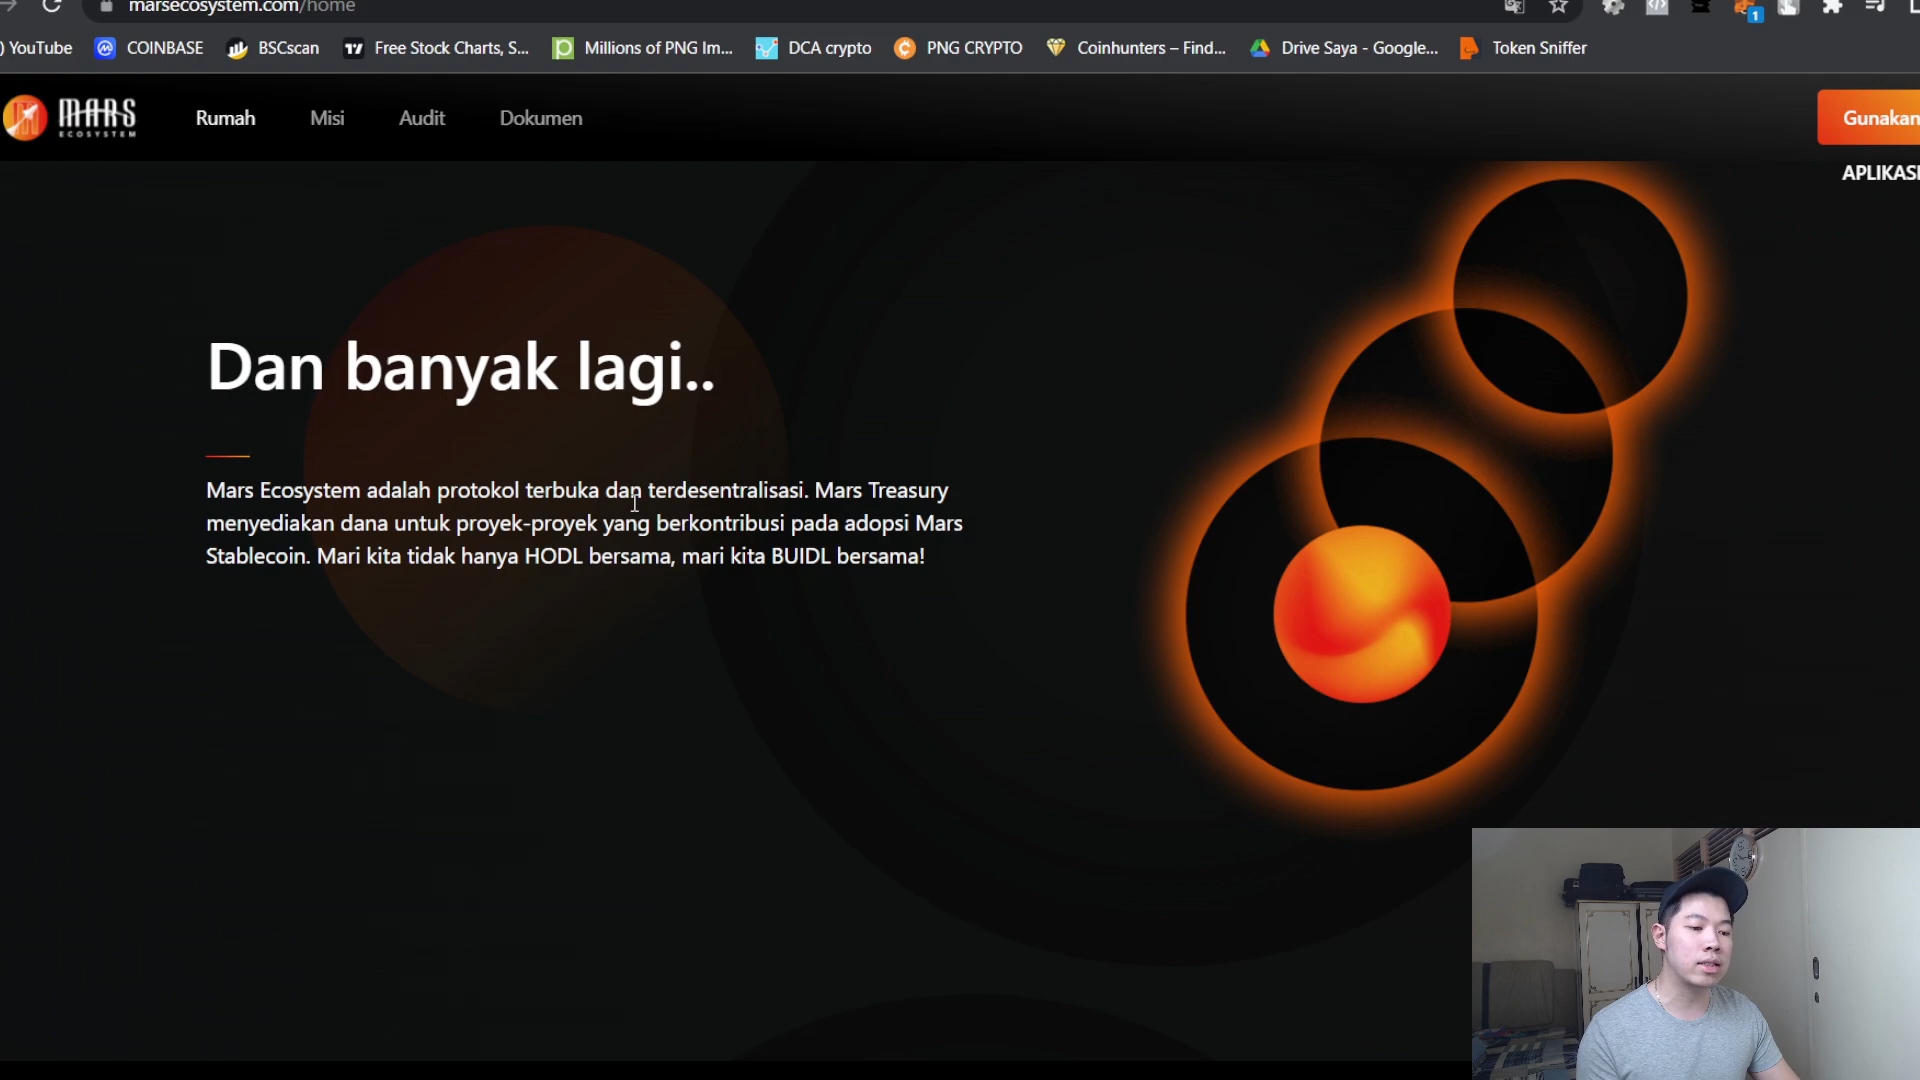 marsecosystem.com/home
) YouTube COINBASE BSCscan Free Stock Charts, S... Millions of PNG Im... DCA crypto PNG CRYPTO Coinhunters – Find... Drive Saya - Google... Token Sniffer
MARS
ECOSYSTEM
Rumah Misi Audit Dokumen Gunakan
APLIKASI
Dan banyak lagi..
Mars Ecosystem adalah protokol terbuka dan terdesentralisasi. Mars Treasury
menyediakan dana untuk proyek-proyek yang berkontribusi pada adopsi Mars
Stablecoin. Mari kita tidak hanya HODL bersama, mari kita BUIDL bersama!